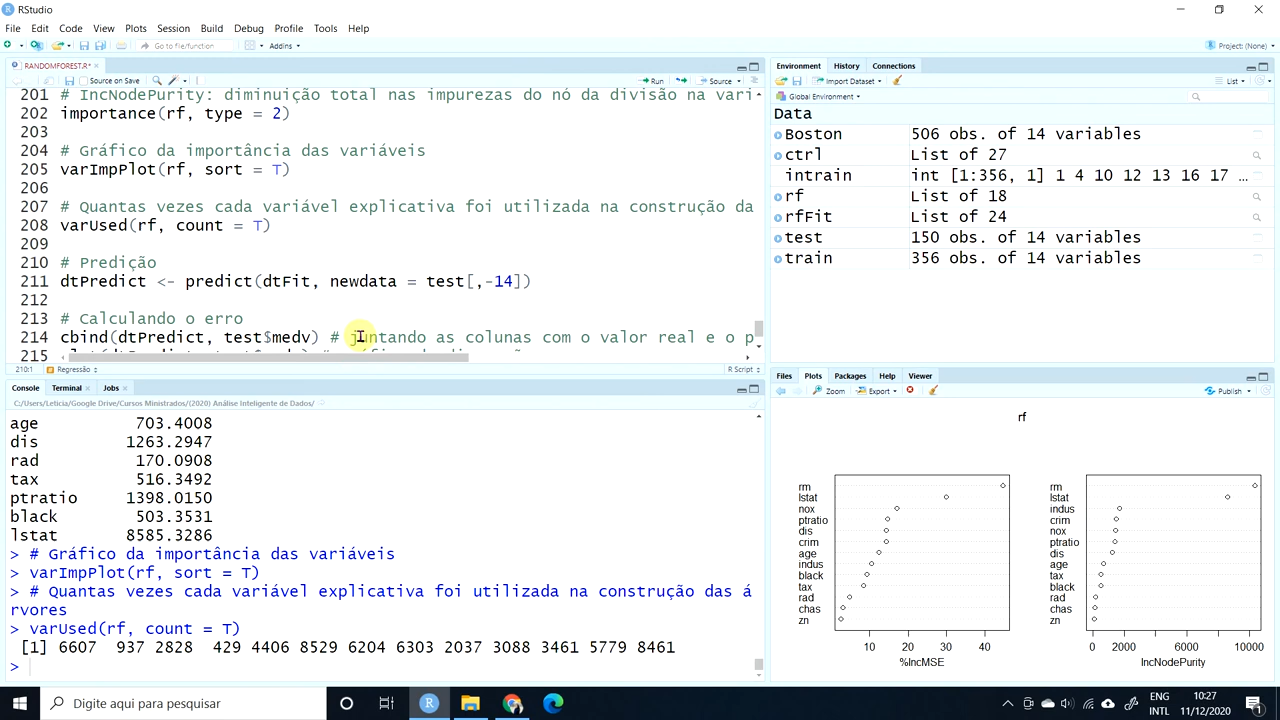 RStudio
File Edit Code View Plots Session Build Debug Profile Tools Help
Go to file/function Addins
Project: (None)
RANDOMFOREST.R*
Source on Save Run Source
201 # IncNodePurity: diminuição total nas impurezas do nó da divisão na vari
202 importance(rf, type = 2)
203
204 # Gráfico da importância das variáveis
205 varImpPlot(rf, sort = T)
206
207 # Quantas vezes cada variável explicativa foi utilizada na construção da
208 varUsed(rf, count = T)
209
210 # Predição
211 dtPredict <- predict(dtFit, newdata = test[,-14])
212
213 # Calculando o erro
214 cbind(dtPredict, test$medv) # juntando as colunas com o valor real e o p
215
210:1 Regressão R Script
Console Terminal Jobs
C:/Users/Leticia/Google Drive/Cursos Ministrados/(2020) Análise Inteligente de Dados/
age 703.4008
dis 1263.2947
rad 170.0908
tax 516.3492
ptratio 1398.0150
black 503.3531
lstat 8585.3286
> # Gráfico da importância das variáveis
> varImpPlot(rf, sort = T)
> # Quantas vezes cada variável explicativa foi utilizada na construção das á
rvores
> varUsed(rf, count = T)
[1] 6607 937 2828 429 4406 8529 6204 6303 2037 3088 3461 5779 8461
>
Environment History Connections
Import Dataset List
Global Environment
Data
Boston 506 obs. of 14 variables
ctrl List of 27
intrain int [1:356, 1] 1 4 10 12 13 16 17 ...
rf List of 18
rfFit List of 24
test 150 obs. of 14 variables
train 356 obs. of 14 variables
Files Plots Packages Help Viewer
Zoom Export Publish
rf
rm
lstat
nox
ptratio
dis
crim
age
indus
black
tax
rad
chas
zn
10 20 30 40
%IncMSE
rm
lstat
indus
crim
nox
ptratio
dis
age
tax
black
rad
chas
zn
0 2000 4000 6000 10000
IncNodePurity
Digite aqui para pesquisar
ENG
INTL
10:27
11/12/2020
1